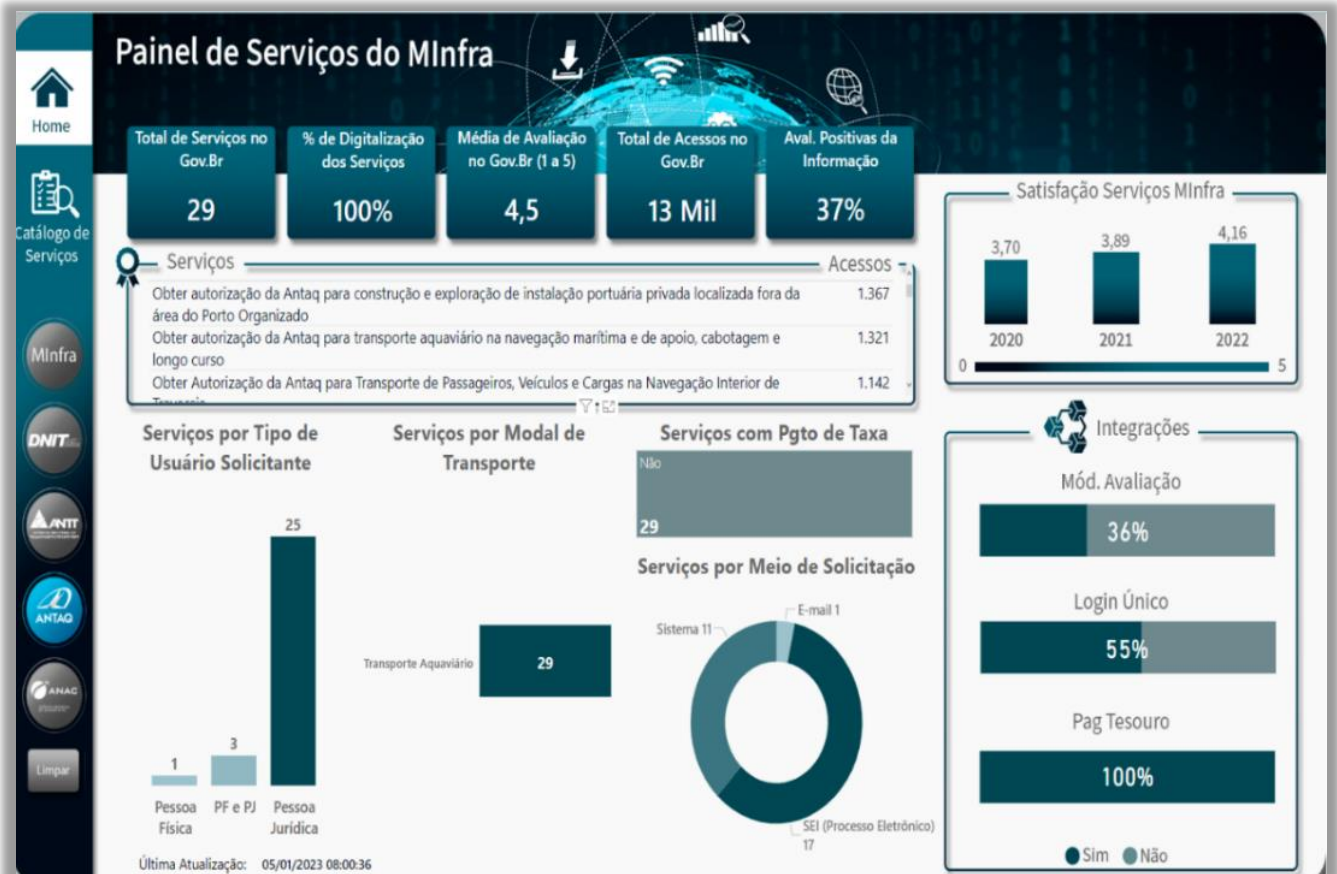 Painel de Serviços do MInfra
Home
Catálogo de
Serviços
MInfra
DNIT
ANTT
ANTAQ
ANAC
Limpar
Total de Serviços no
Gov.Br
29
% de Digitalização
dos Serviços
100%
Média de Avaliação
no Gov.Br (1 a 5)
4,5
Total de Acessos no
Gov.Br
13 Mil
Aval. Positivas da
Informação
37%
Serviços
Acessos
Obter autorização da Antaq para construção e exploração de instalação portuária privada localizada fora da
área do Porto Organizado
1.367
Obter autorização da Antaq para transporte aquaviário na navegação marítima e de apoio, cabotagem e
longo curso
1.321
Obter Autorização da Antaq para Transporte de Passageiros, Veículos e Cargas na Navegação Interior de
1.142
Satisfação Serviços MInfra
3,70
3,89
4,16
2020
2021
2022
0
5
Serviços por Tipo de
Usuário Solicitante
1
3
25
Pessoa
Física
PF e PJ
Pessoa
Jurídica
Última Atualização: 05/01/2023 08:00:36
Serviços por Modal de
Transporte
Transporte Aquaviário
29
Serviços com Pgto de Taxa
Não
29
Serviços por Meio de Solicitação
E-mail 1
Sistema 11
SEI (Processo Eletrônico)
17
Integrações
Mód. Avaliação
36%
Login Único
55%
Pag Tesouro
100%
Sim
Não